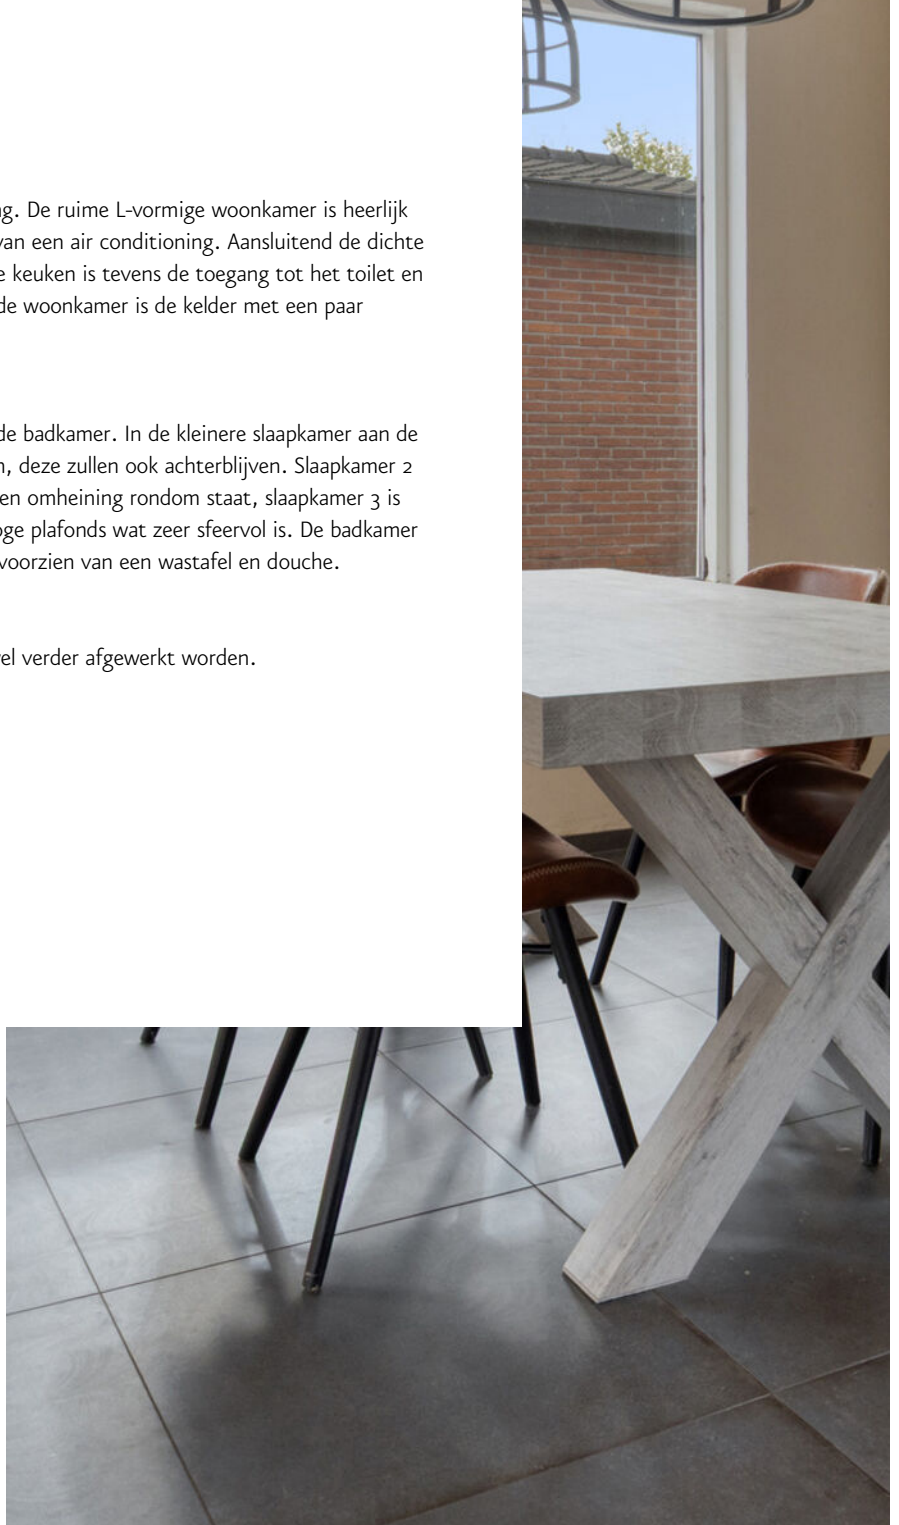 g. De ruime L-vormige woonkamer is heerlijk
van een air conditioning. Aansluitend de dichte
e keuken is tevens de toegang tot het toilet en
de woonkamer is de kelder met een paar
de badkamer. In de kleinere slaapkamer aan de
n, deze zullen ook achterblijven. Slaapkamer 2
en omheining rondom staat, slaapkamer 3 is
oge plafonds wat zeer sfeervol is. De badkamer
voorzien van een wastafel en douche.
el verder afgewerkt worden.